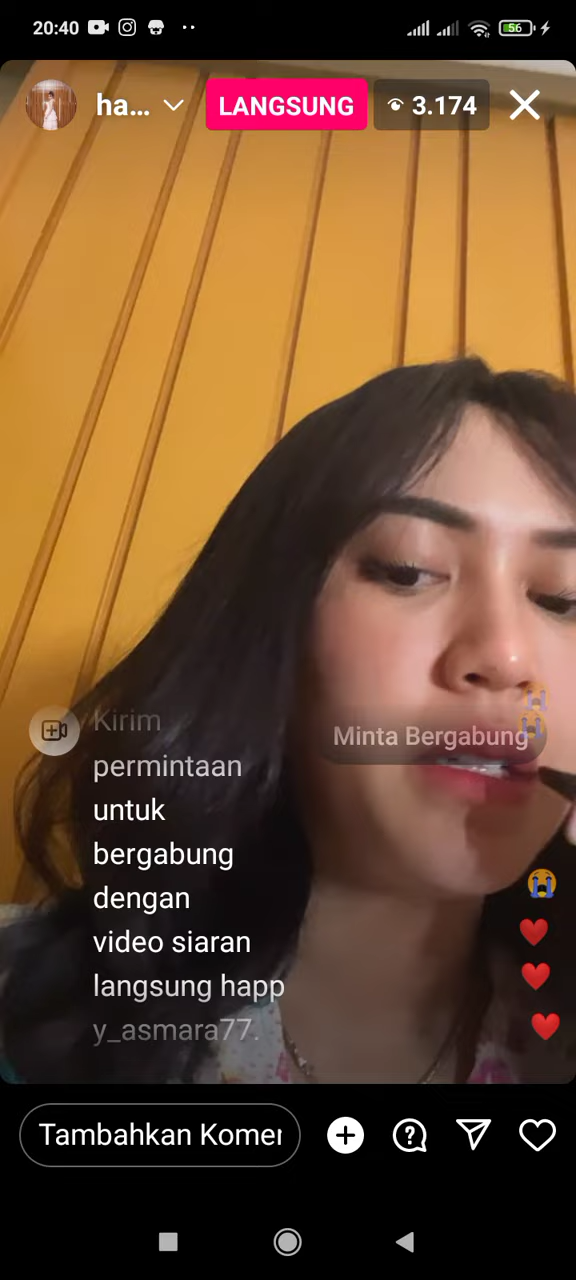 20:40
56
ha...
LANGSUNG
3.174
Kirim
Minta Bergabung
permintaan
untuk
bergabung
dengan
video siaran
langsung happ
y_asmara77.
Tambahkan Komen